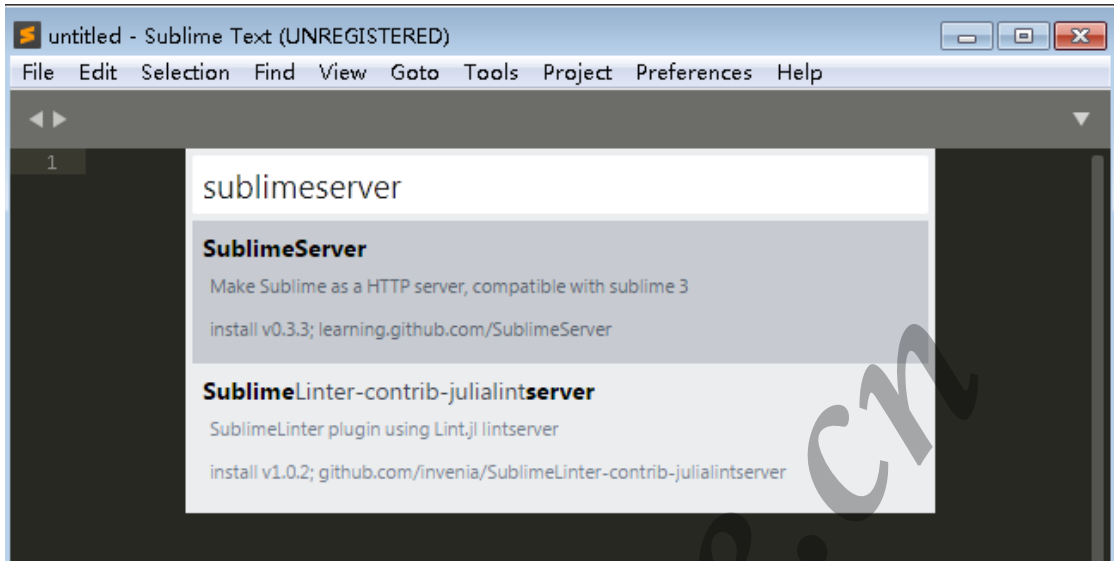 untitled - Sublime Text (UNREGISTERED)
File Edit Selection Find View Goto Tools Project Preferences Help
1
sublimeserver
SublimeServer
Make Sublime as a HTTP server, compatible with sublime 3
install v0.3.3; learning.github.com/SublimeServer
SublimeLinter-contrib-julialintserver
SublimeLinter plugin using Lint.jl lintserver
install v1.0.2; github.com/invenia/SublimeLinter-contrib-julialintserver
.cn